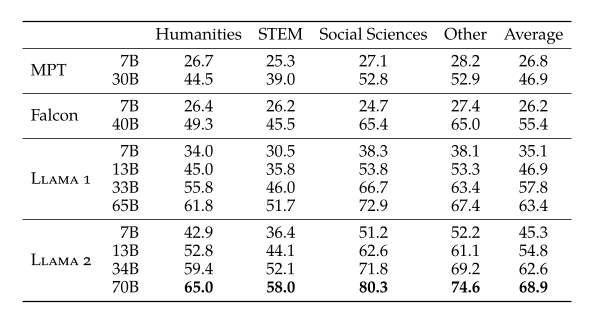 Humanities STEM Social Sciences Other Average
MPT 7B 26.7 25.3 27.1 28.2 26.8
30B 44.5 39.0 52.8 52.9 46.9
Falcon 7B 26.4 26.2 24.7 27.4 26.2
40B 49.3 45.5 65.4 65.0 55.4
LLAMA 1 7B 34.0 30.5 38.3 38.1 35.1
13B 45.0 35.8 53.8 53.3 46.9
33B 55.8 46.0 66.7 63.4 57.8
65B 61.8 51.7 72.9 67.4 63.4
LLAMA 2 7B 42.9 36.4 51.2 52.2 45.3
13B 52.8 44.1 62.6 61.1 54.8
34B 59.4 52.1 71.8 69.2 62.6
70B 65.0 58.0 80.3 74.6 68.9